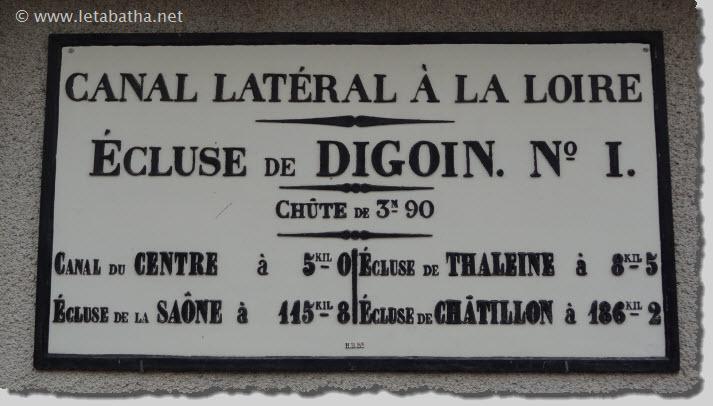 © www.letabatha.net
CANAL LATÉRAL À LA LOIRE
ÉCLUSE DE DIGOIN. Nº 1.
CHÛTE DE 3M 90
CANAL DU CENTRE à 5KIL 0
ÉCLUSE DE LA SAÔNE à 115KIL 8
ÉCLUSE DE THALEINE à 8KIL 5
ÉCLUSE DE CHÂTILLON à 186KIL 2